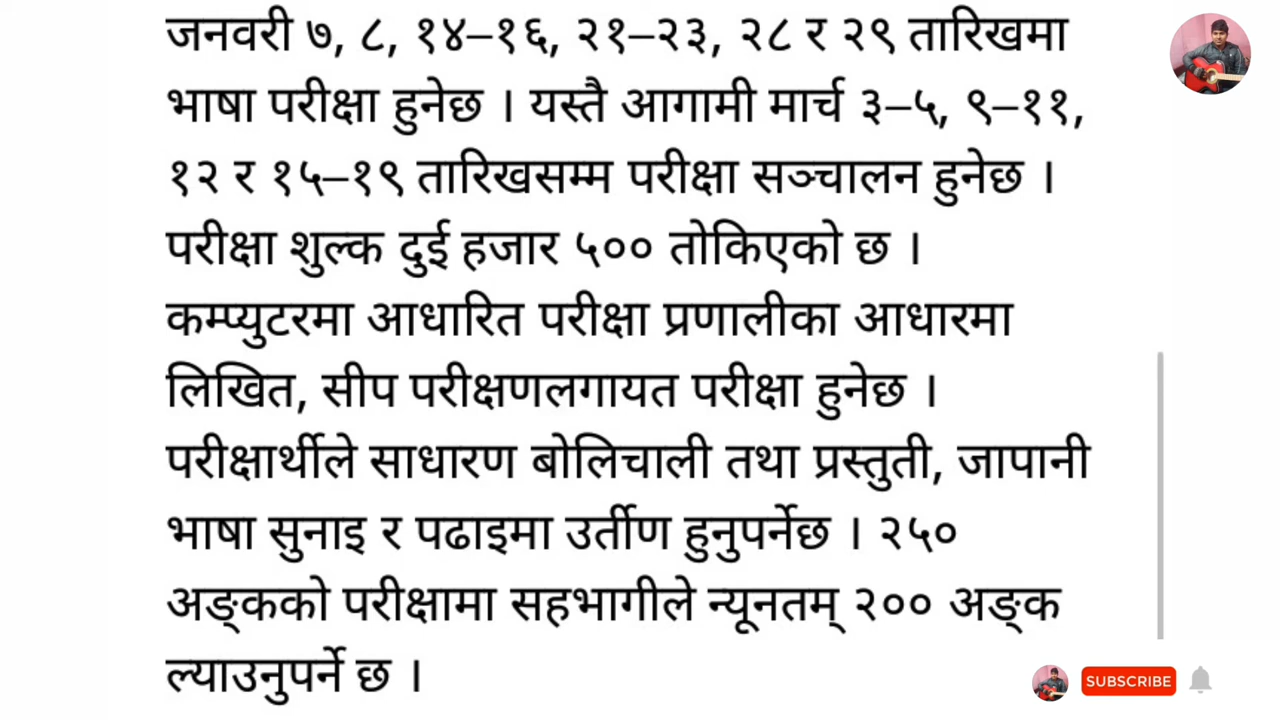 जनवरी ७, ८, १४–१६, २१–२३, २८ र २९ तारिखमा
भाषा परीक्षा हुनेछ । यस्तै आगामी मार्च ३–५, ९–११,
१२ र १५–१९ तारिखसम्म परीक्षा सञ्चालन हुनेछ ।
परीक्षा शुल्क दुई हजार ५०० तोकिएको छ ।
कम्प्युटरमा आधारित परीक्षा प्रणालीका आधारमा
लिखित, सीप परीक्षणलगायत परीक्षा हुनेछ ।
परीक्षार्थीले साधारण बोलिचाली तथा प्रस्तुती, जापानी
भाषा सुनाइ र पढाइमा उर्तीण हुनुपर्नेछ । २५०
अङ्कको परीक्षामा सहभागीले न्यूनतम् २०० अङ्क
ल्याउनुपर्ने छ ।
SUBSCRIBE